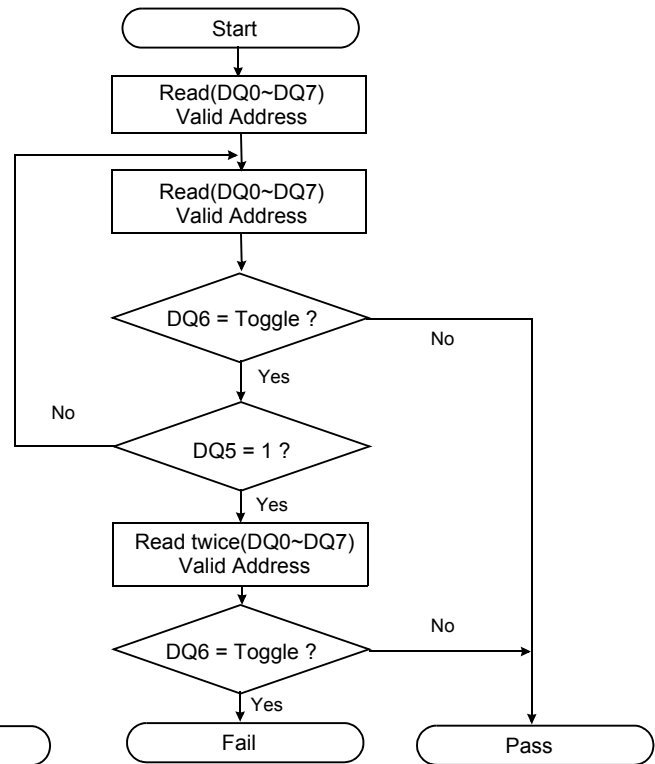 Start
Read(DQ0~DQ7)
Valid Address
Read(DQ0~DQ7)
Valid Address
DQ6 = Toggle ?
No
Yes
No
DQ5 = 1 ?
Yes
Read twice(DQ0~DQ7)
Valid Address
DQ6 = Toggle ?
No
Yes
Fail
Pass